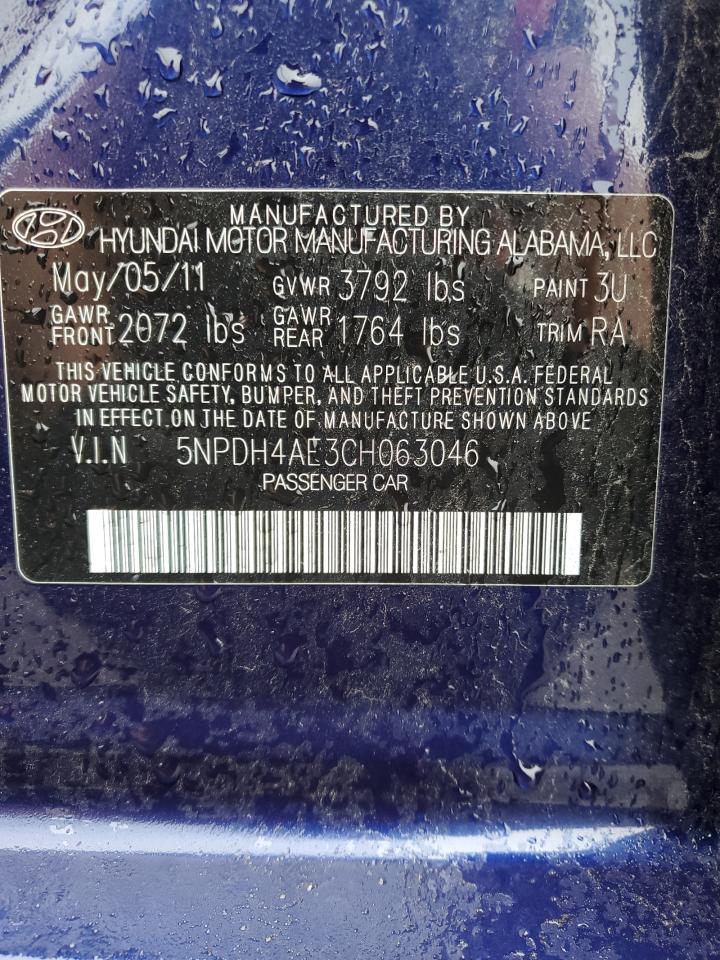 MANUFACTURED BY
HYUNDAI MOTOR MANUFACTURING ALABAMA, LLC
May/05/11 GVWR 3792 lbs PAINT 3U
GAWR FRONT 2072 lbs GAWR REAR 1764 lbs TRIM RA
THIS VEHICLE CONFORMS TO ALL APPLICABLE U.S.A. FEDERAL
MOTOR VEHICLE SAFETY, BUMPER, AND THEFT PREVENTION STANDARDS
IN EFFECT ON THE DATE OF MANUFACTURE SHOWN ABOVE
V.I.N 5NPDH4AE3CH063046
PASSENGER CAR